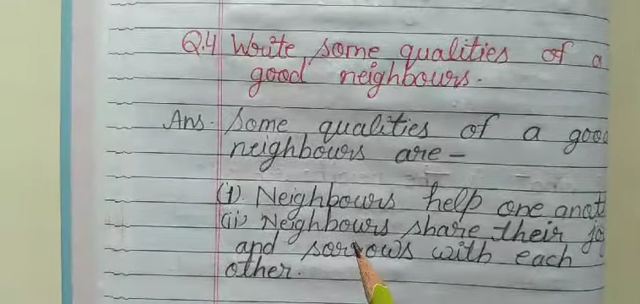 Q.4 Write some qualities of a
good neighbours.
Ans. Some qualities of a good
neighbours are -
(i). Neighbours help one
(ii) Neighbours share their
and sorrows with each
other.